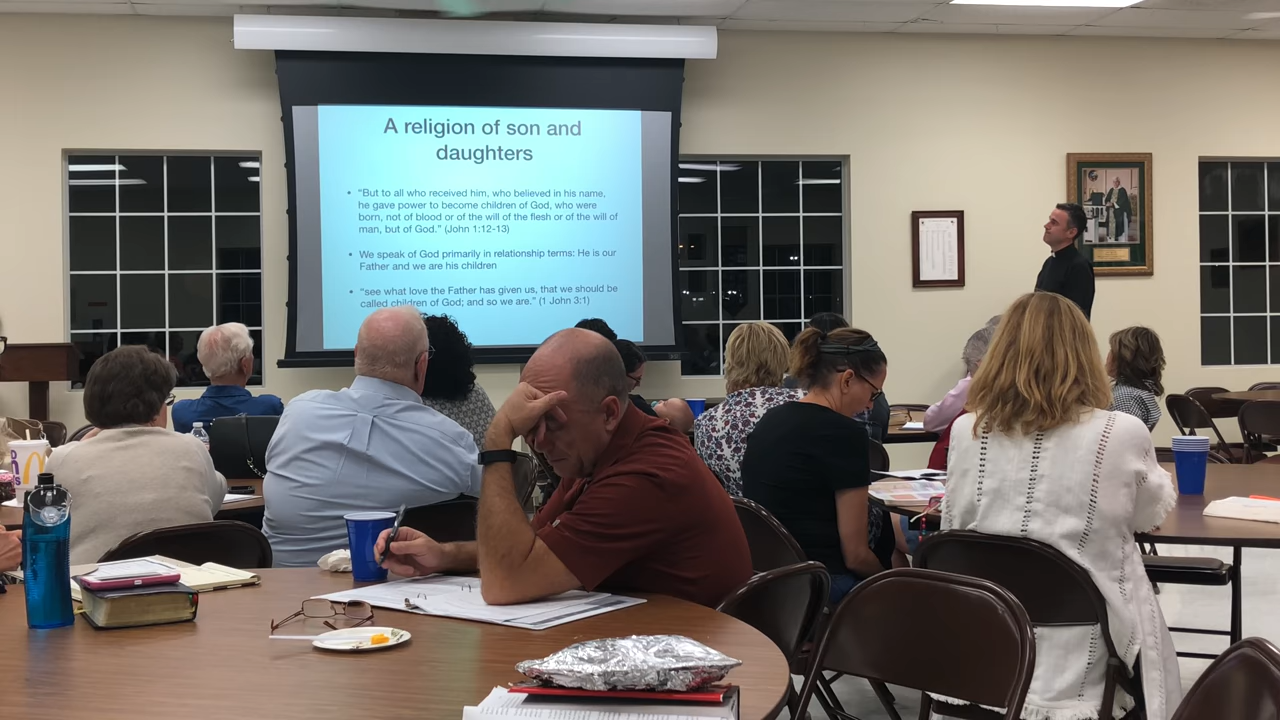 A religion of son and
daughters
• “But to all who received him, who believed in his name,
he gave power to become children of God, who were
born, not of blood or of the will of the flesh or of the will of
man, but of God.” (John 1:12-13)
• We speak of God primarily in relationship terms: He is our
Father and we are his children
• “see what love the Father has given us, that we should be
called children of God; and so we are.” (1 John 3:1)